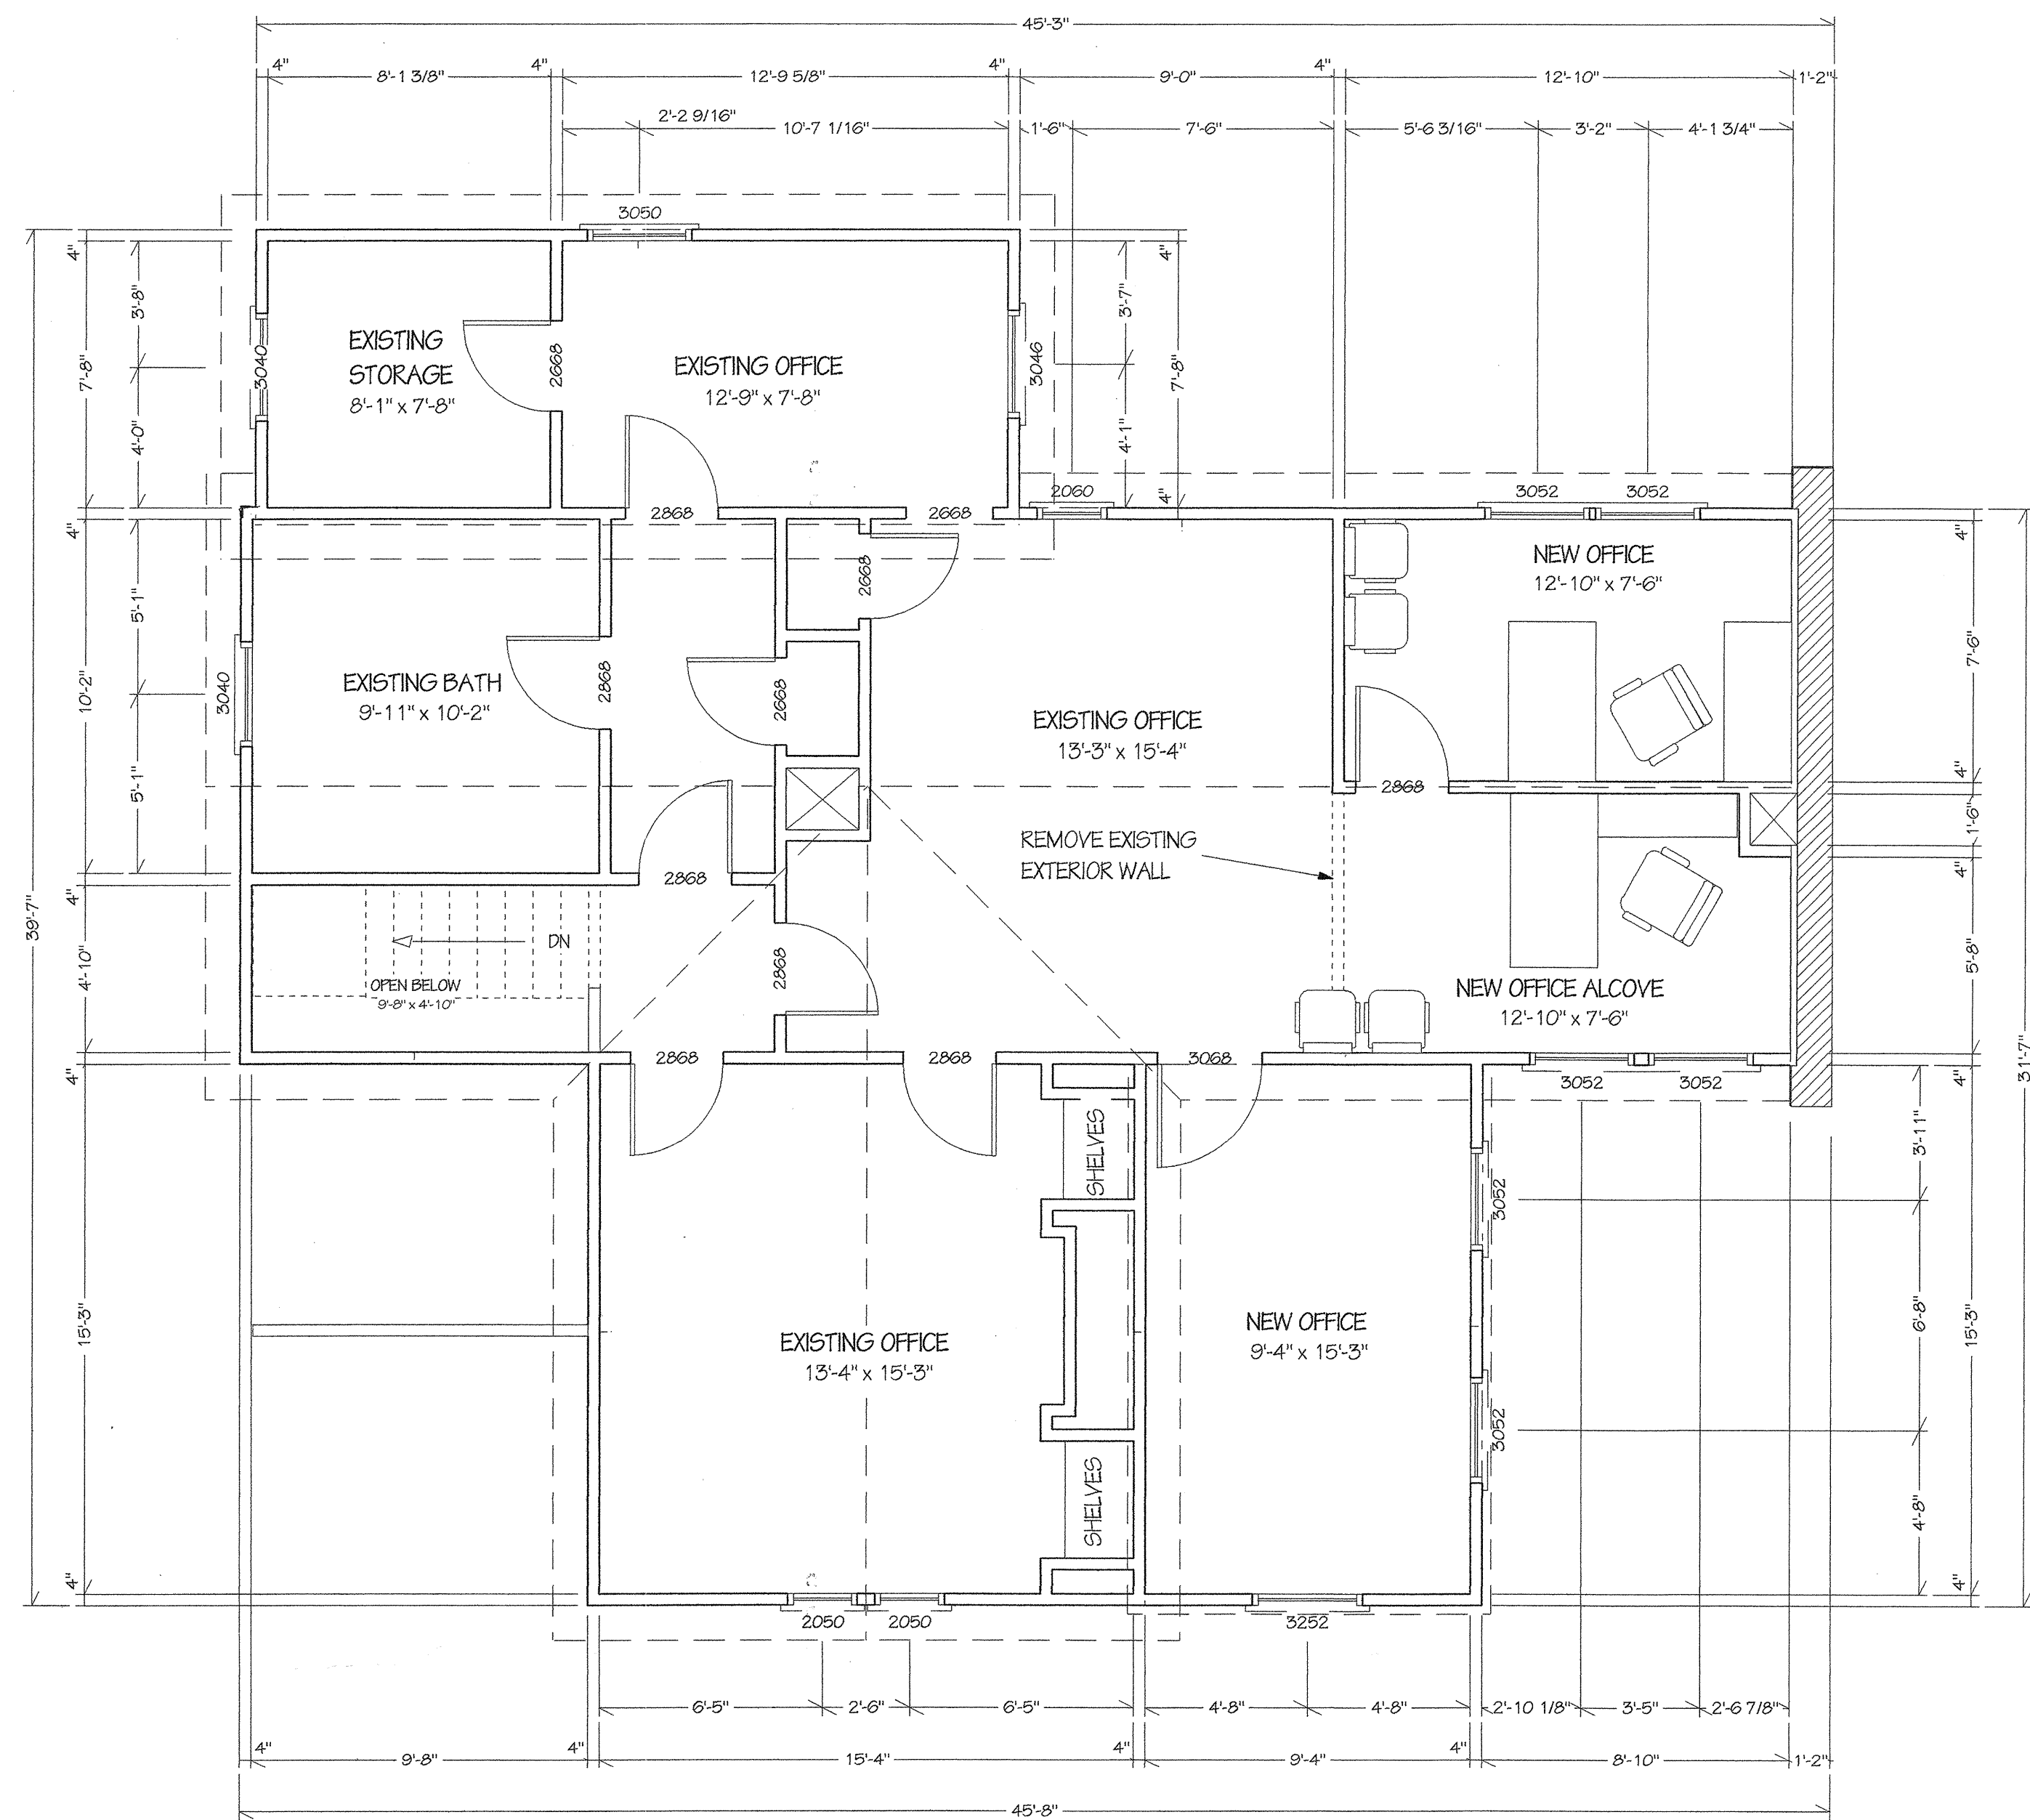 45'-3"
4" 8'-1 3/8" 4" 12'-9 5/8" 4" 9'-0" 4" 12'-10" 1'-2"
2'-2 9/16" 10'-7 1/16" 1'-6" 7'-6" 5'-6 3/16" 3'-2" 4'-1 3/4"
3050
4"
3'-8"
7'-8"
4'-0"
3040
EXISTING
STORAGE
8'-1" x 7'-8"
2668
EXISTING OFFICE
12'-9" x 7'-8"
3046
3'-7"
4'-1"
4"
7'-8"
4"
2868
2668
2060
3052 3052
4"
5'-1"
10'-2"
5'-1"
3040
EXISTING BATH
9'-11" x 10'-2"
2868
2668
2668
EXISTING OFFICE
13'-3" x 15'-4"
NEW OFFICE
12'-10" x 7'-6"
4"
7'-6"
4"
2868
REMOVE EXISTING
EXTERIOR WALL
1'-6"
4"
2868
39'-7"
4"
4'-10"
DN
OPEN BELOW
9'-8" x 4'-10"
2868
NEW OFFICE ALCOVE
12'-10" x 7'-6"
5'-8"
31'-7"
2868
2868
3068
3052 3052
4"
4"
SHELVES
3052
3'-11"
15'-3"
EXISTING OFFICE
13'-4" x 15'-3"
NEW OFFICE
9'-4" x 15'-3"
6'-8"
15'-3"
SHELVES
3052
4'-8"
4"
4"
2050 2050
3252
6'-5" 2'-6" 6'-5" 4'-8" 4'-8" 2'-10 1/8" 3'-5" 2'-6 7/8"
4" 9'-8" 4" 15'-4" 4" 9'-4" 4" 8'-10" 1'-2"
45'-8"